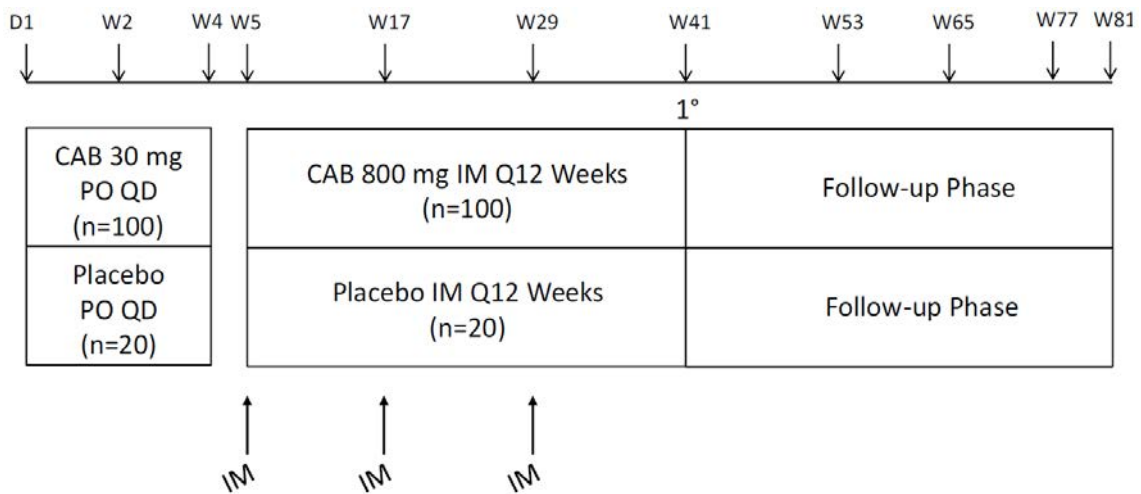 D1 W2 W4 W5 W17 W29 W41 W53 W65 W77 W81
1°
CAB 30 mg
PO QD
(n=100)
CAB 800 mg IM Q12 Weeks
(n=100)
Follow-up Phase
Placebo
PO QD
(n=20)
Placebo IM Q12 Weeks
(n=20)
Follow-up Phase
IM IM IM